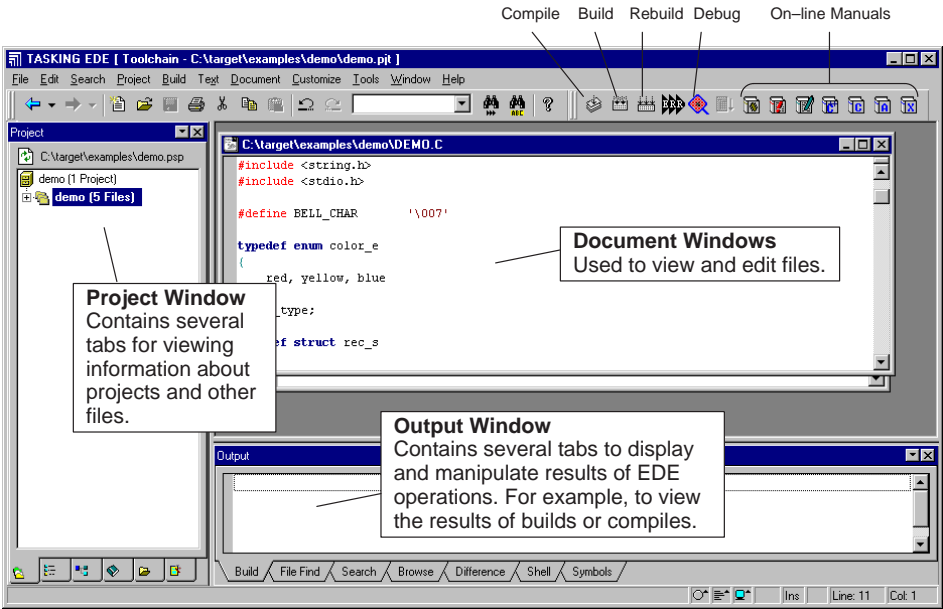 Compile Build Rebuild Debug On–line Manuals
TASKING EDE [ Toolchain - C:\target\examples\demo\demo.pjt ]
File Edit Search Project Build Text Document Customize Tools Window Help
Project
C:\target\examples\demo.psp
demo (1 Project)
demo (5 Files)
C:\target\examples\demo\DEMO.C
#include <string.h>
#include <stdio.h>
#define BELL_CHAR '\007'
typedef enum color_e
{
red, yellow, blue
_type;
ef struct rec_s
Document Windows
Used to view and edit files.
Project Window
Contains several
tabs for viewing
information about
projects and other
files.
Output Window
Contains several tabs to display
and manipulate results of EDE
operations. For example, to view
the results of builds or compiles.
Output
Build File Find Search Browse Difference Shell Symbols
Ins Line: 11 Col: 1